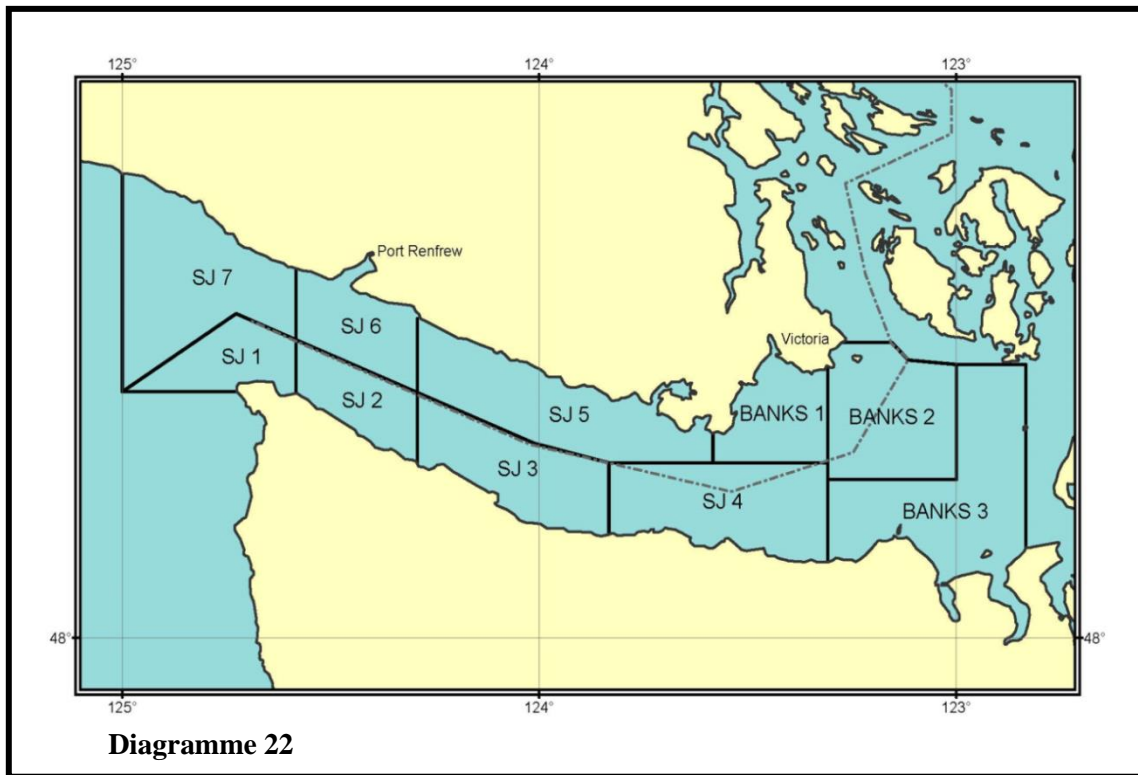 125° 124° 123°
Port Renfrew
SJ 7
SJ 6
Victoria
SJ 1
SJ 2
SJ 5
BANKS 1
BANKS 2
SJ 3
SJ 4
BANKS 3
48° 48°
125° 124° 123°
Diagramme 22